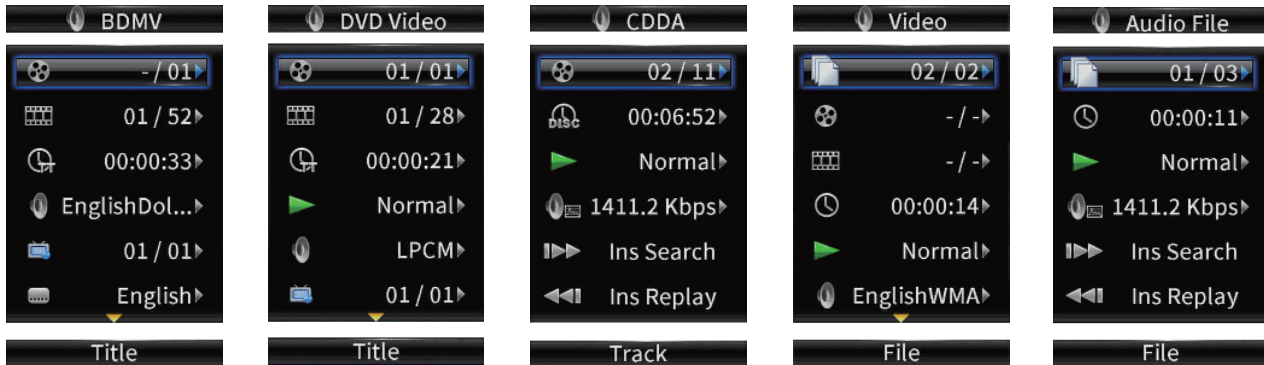 BDMV
- / 01
01 / 52
PT
00:00:33
EnglishDol...
01 / 01
English
Title
DVD Video
01 / 01
01 / 28
PT
00:00:21
Normal
LPCM
01 / 01
Title
CDDA
02 / 11
DISC
00:06:52
Normal
1411.2 Kbps
Ins Search
Ins Replay
Track
Video
02 / 02
- / -
- / -
00:00:14
Normal
EnglishWMA
File
Audio File
01 / 03
00:00:11
Normal
1411.2 Kbps
Ins Search
Ins Replay
File